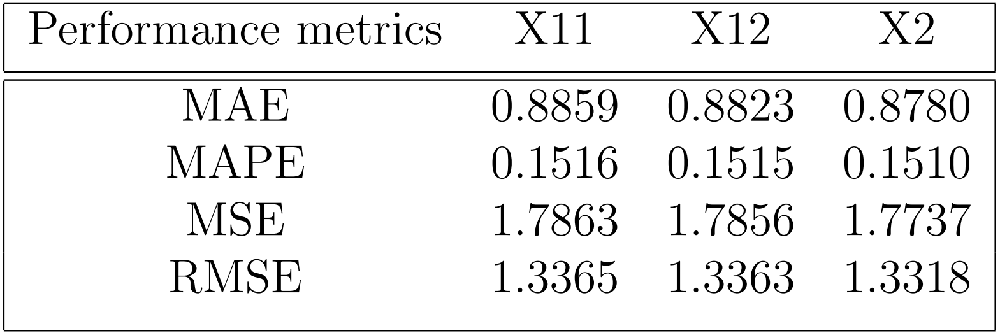 Performance metrics X11 X12 X2
MAE 0.8859 0.8823 0.8780
MAPE 0.1516 0.1515 0.1510
MSE 1.7863 1.7856 1.7737
RMSE 1.3365 1.3363 1.3318